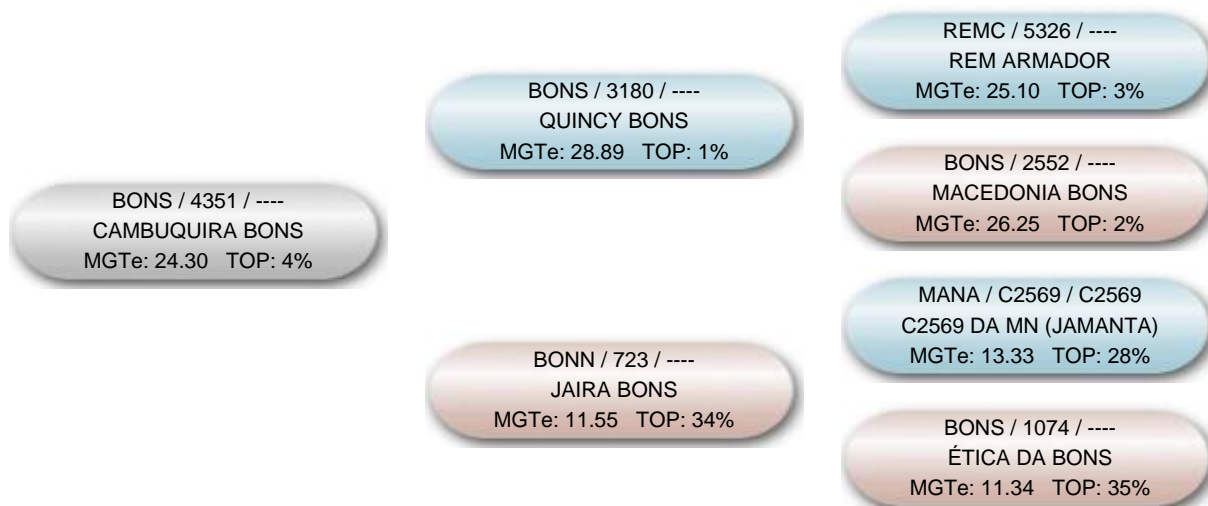 BONS / 4351 / ----
CAMBUQUIRA BONS
MGTe: 24.30 TOP: 4%
BONS / 3180 / ----
QUINCY BONS
MGTe: 28.89 TOP: 1%
BONN / 723 / ----
JAIRA BONS
MGTe: 11.55 TOP: 34%
REMC / 5326 / ----
REM ARMADOR
MGTe: 25.10 TOP: 3%
BONS / 2552 / ----
MACEDONIA BONS
MGTe: 26.25 TOP: 2%
MANA / C2569 / C2569
C2569 DA MN (JAMANTA)
MGTe: 13.33 TOP: 28%
BONS / 1074 / ----
ÉTICA DA BONS
MGTe: 11.34 TOP: 35%